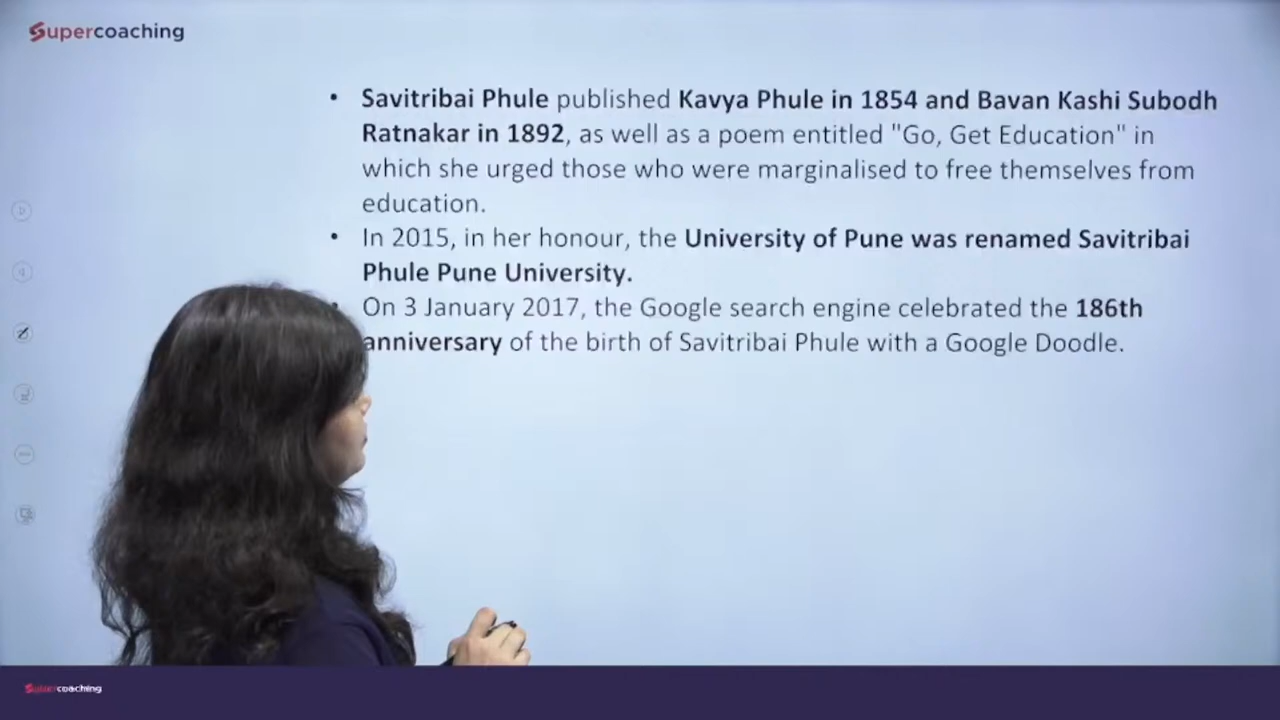 Supercoaching
• Savitribai Phule published Kavya Phule in 1854 and Bavan Kashi Subodh
Ratnakar in 1892, as well as a poem entitled "Go, Get Education" in
which she urged those who were marginalised to free themselves from
education.
• In 2015, in her honour, the University of Pune was renamed Savitribai
Phule Pune University.
• On 3 January 2017, the Google search engine celebrated the 186th
anniversary of the birth of Savitribai Phule with a Google Doodle.
Supercoaching